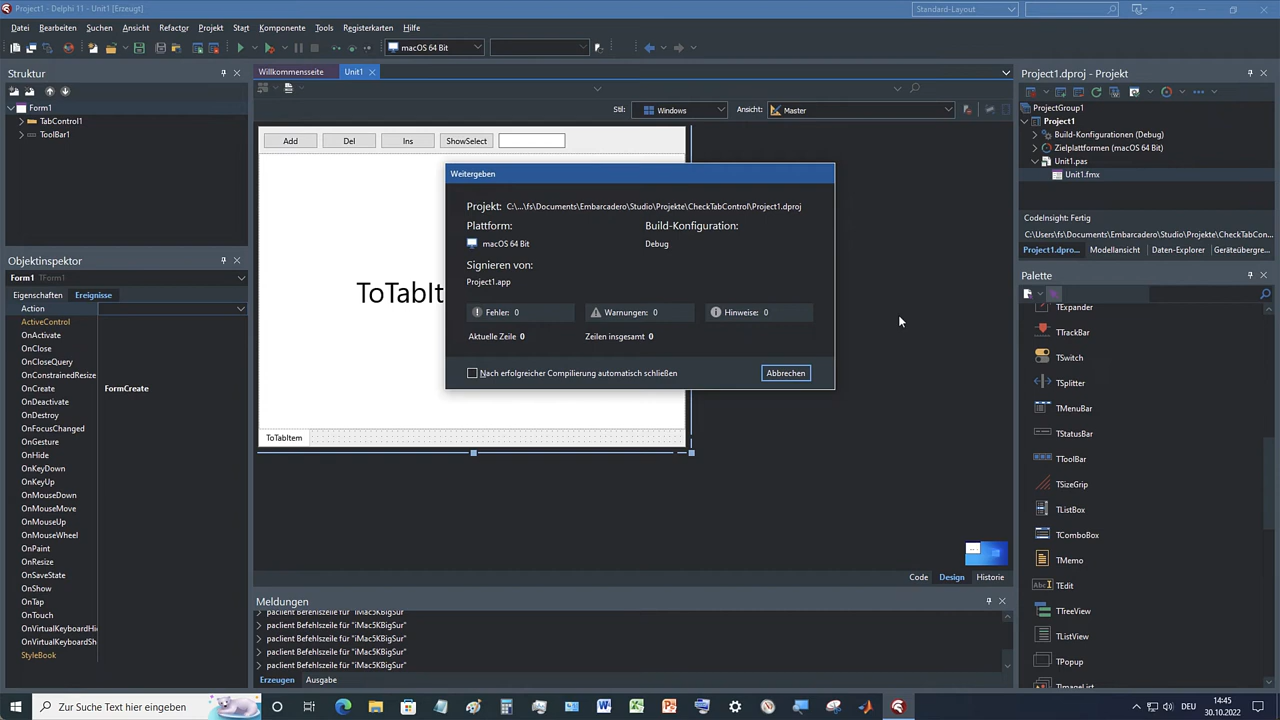 Project1 - Delphi 11 - Unit1 [Erzeugt]
Standard-Layout
Datei Bearbeiten Suchen Ansicht Refactor Projekt Start Komponente Tools Registerkarten Hilfe
macOS 64 Bit
Struktur
Form1
TabControl1
ToolBar1
Objektinspektor
Form1 TForm1
Eigenschaften Ereignisse
Action
ActiveControl
OnActivate
OnClose
OnCloseQuery
OnConstrainedResize
OnCreate FormCreate
OnDeactivate
OnDestroy
OnFocusChanged
OnGesture
OnHide
OnKeyDown
OnKeyUp
OnMouseDown
OnMouseMove
OnMouseUp
OnMouseWheel
OnPaint
OnResize
OnSaveState
OnShow
OnTap
OnTouch
OnVirtualKeyboardHi
OnVirtualKeyboardSh
StyleBook
Willkommensseite Unit1
Stil: Windows Ansicht: Master
Add Del Ins ShowSelect
ToTabIt
ToTabItem
Weitergeben
Projekt: C:\...\fs\Documents\Embarcadero\Studio\Projekte\CheckTabControl\Project1.dproj
Plattform: Build-Konfiguration:
macOS 64 Bit Debug
Signieren von:
Project1.app
Fehler: 0 Warnungen: 0 Hinweise: 0
Aktuelle Zeile 0 Zeilen insgesamt 0
Nach erfolgreicher Compilierung automatisch schließen Abbrechen
Code Design Historie
Meldungen
paclient Befehlszeile für "iMac5KBigSur"
paclient Befehlszeile für "iMac5KBigSur"
paclient Befehlszeile für "iMac5KBigSur"
paclient Befehlszeile für "iMac5KBigSur"
paclient Befehlszeile für "iMac5KBigSur"
Erzeugen Ausgabe
Project1.dproj - Projekt
ProjectGroup1
Project1
Build-Konfigurationen (Debug)
Zielplattformen (macOS 64 Bit)
Unit1.pas
Unit1.fmx
CodeInsight: Fertig
C:\Users\fs\Documents\Embarcadero\Studio\Projekte\CheckTabCo
Project1.dpro... Modellansicht Daten-Explorer Geräteübergre...
Palette
TExpander
TTrackBar
TSwitch
TSplitter
TMenuBar
TStatusBar
TToolBar
TSizeGrip
TListBox
TComboBox
TMemo
TEdit
TTreeView
TListView
TPopup
TImageList
Zur Suche Text hier eingeben
DEU
14:45
30.10.2022